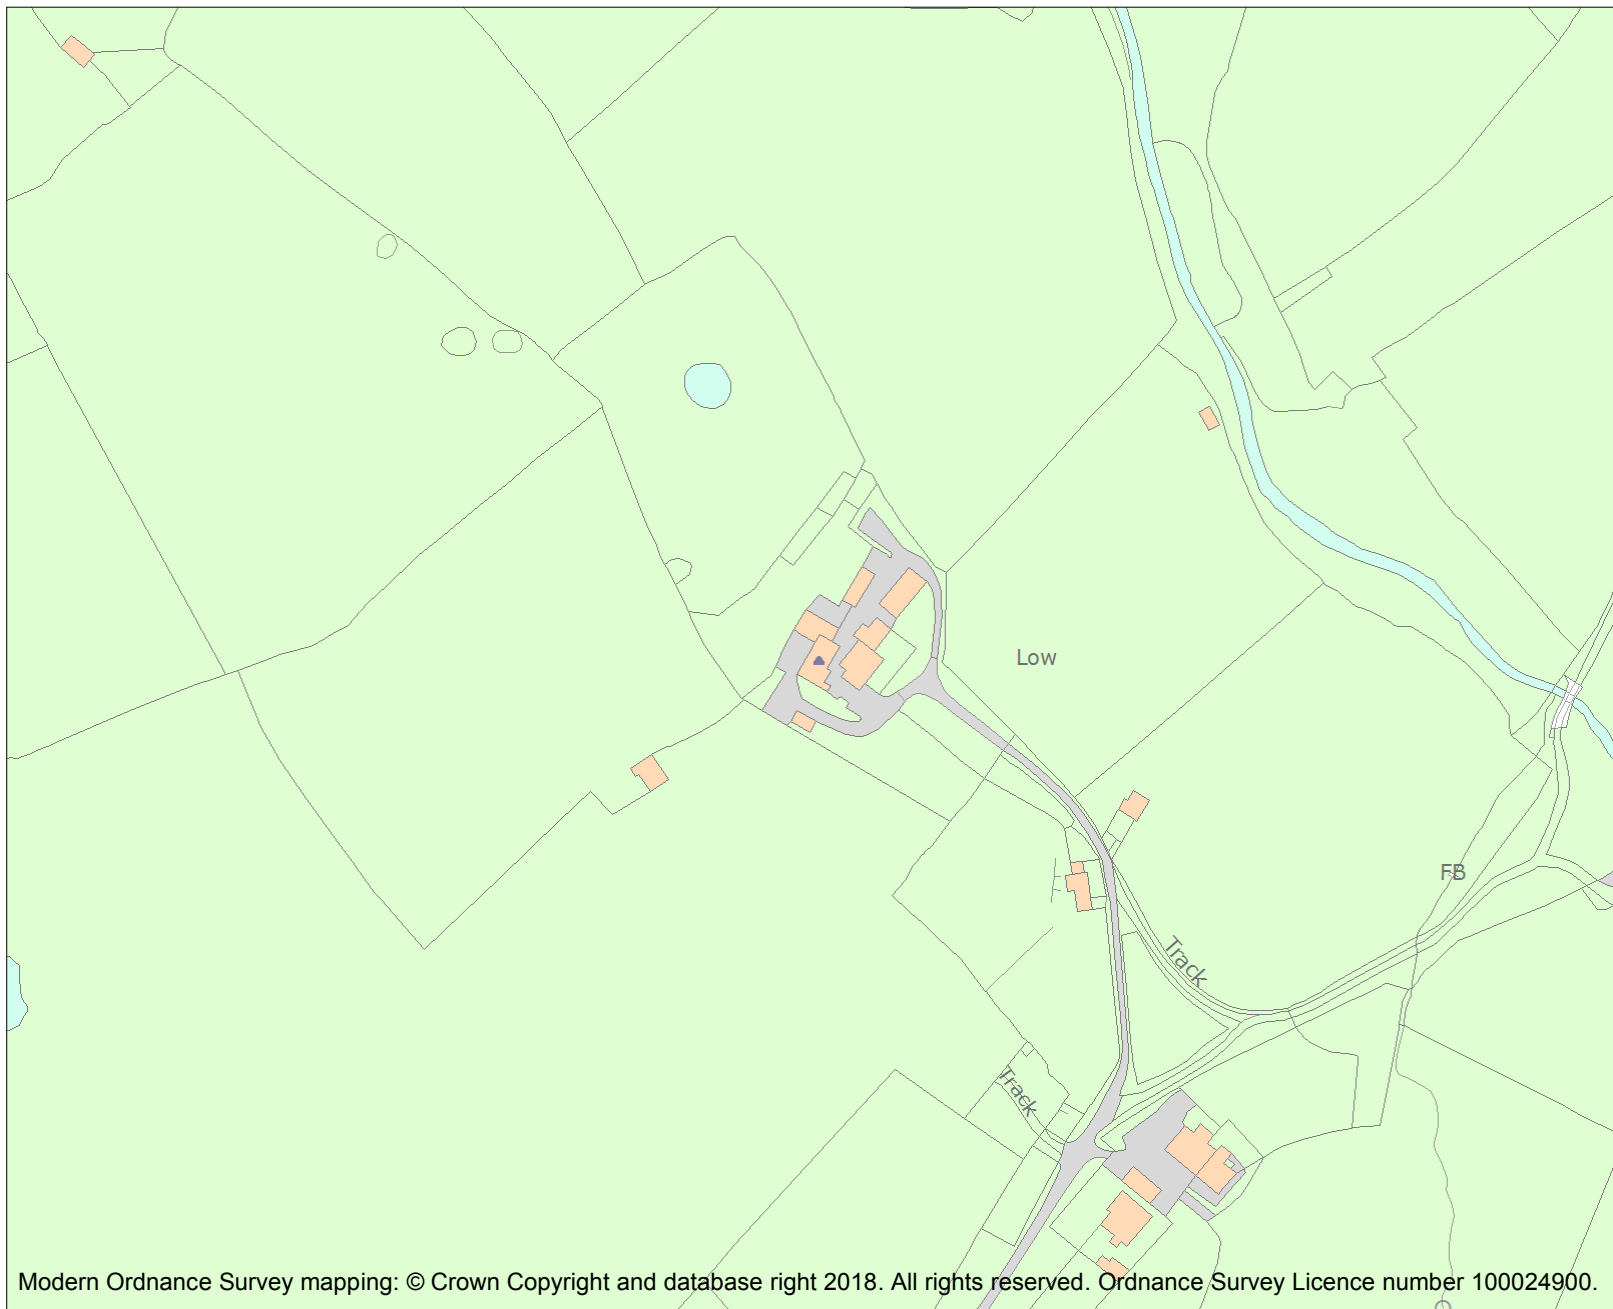 Low
FB
Track
Track
Modern Ordnance Survey mapping: © Crown Copyright and database right 2018. All rights reserved. Ordnance Survey Licence number 100024900.